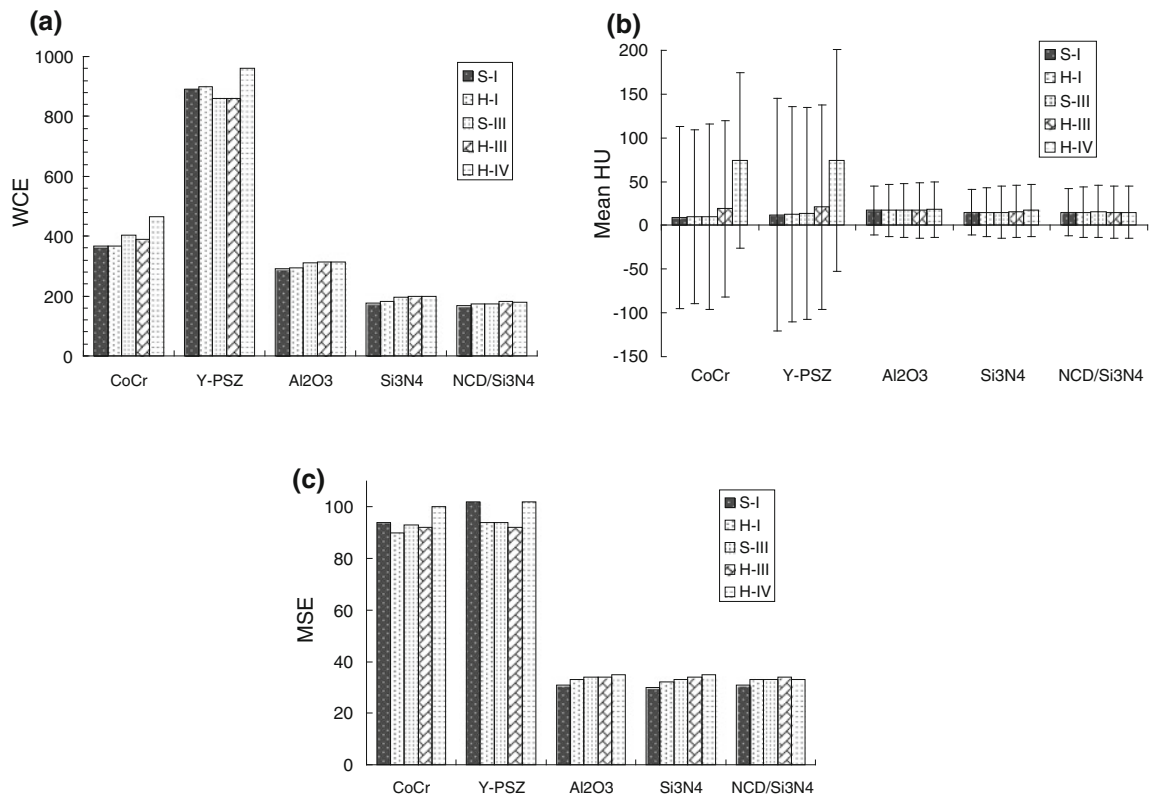 (a)
WCE
1000
800
600
400
200
0
CoCr Y-PSZ Al2O3 Si3N4 NCD/Si3N4
S-I
H-I
S-III
H-III
H-IV
(b)
Mean HU
200
150
100
50
0
-50
-100
-150
CoCr Y-PSZ Al2O3 Si3N4 NCD/Si3N4
S-I
H-I
S-III
H-III
H-IV
(c)
MSE
100
80
60
40
20
0
CoCr Y-PSZ Al2O3 Si3N4 NCD/Si3N4
S-I
H-I
S-III
H-III
H-IV